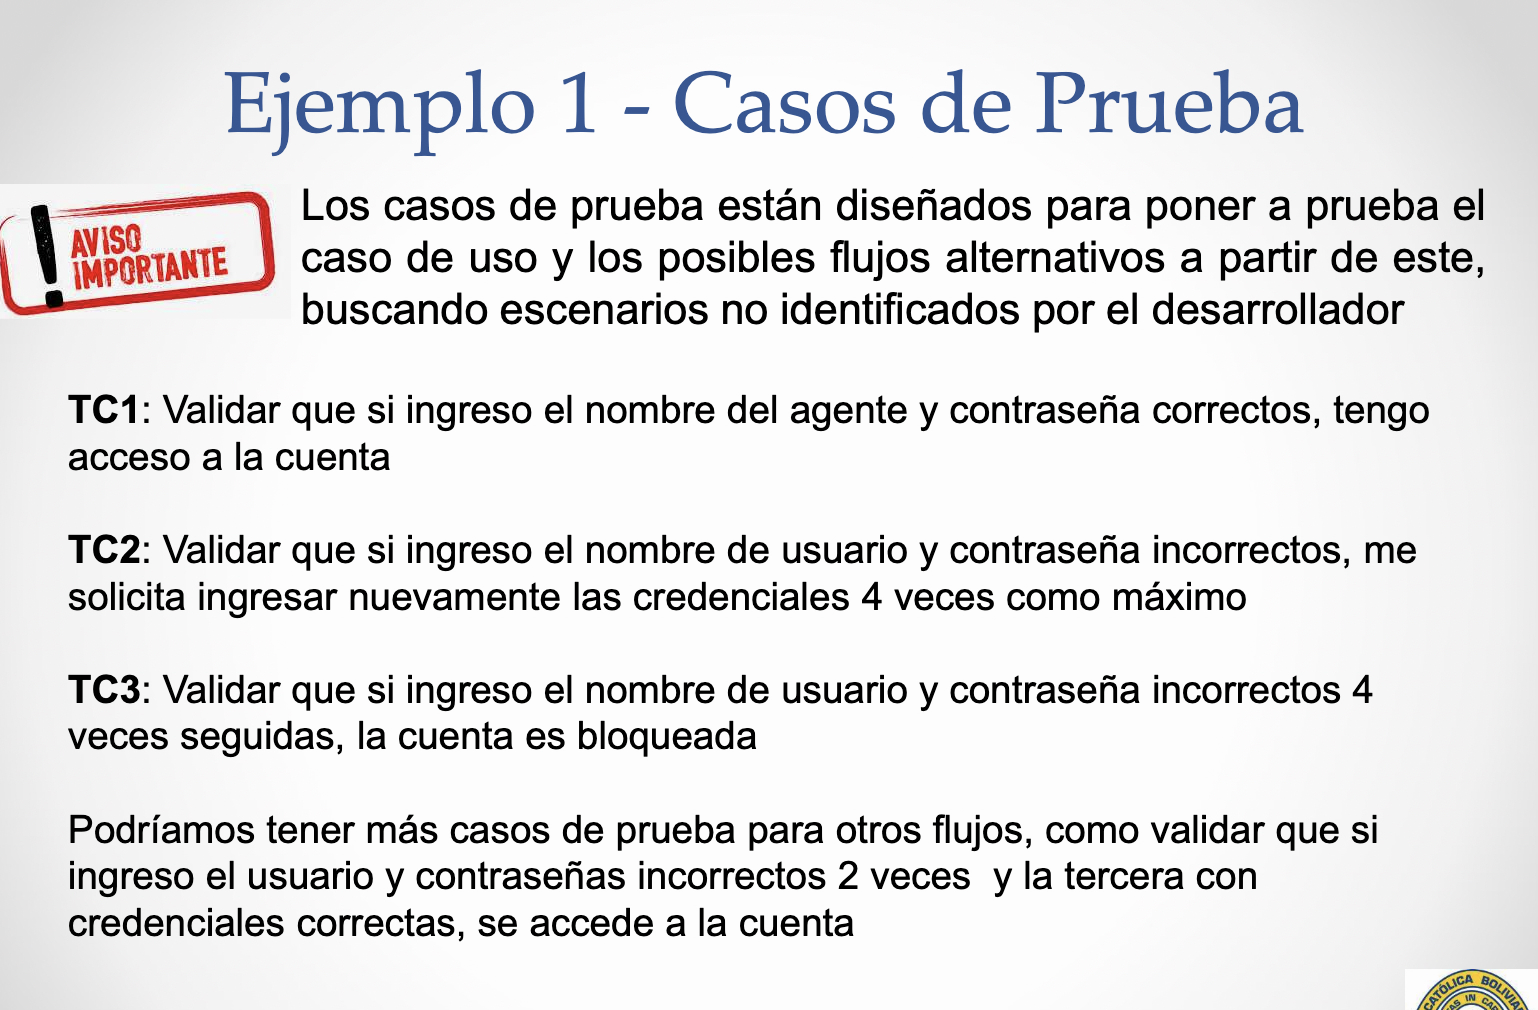 Ejemplo 1 - Casos de Prueba
AVISO
IMPORTANTE
Los casos de prueba están diseñados para poner a prueba el
caso de uso y los posibles flujos alternativos a partir de este,
buscando escenarios no identificados por el desarrollador
TC1: Validar que si ingreso el nombre del agente y contraseña correctos, tengo
acceso a la cuenta
TC2: Validar que si ingreso el nombre de usuario y contraseña incorrectos, me
solicita ingresar nuevamente las credenciales 4 veces como máximo
TC3: Validar que si ingreso el nombre de usuario y contraseña incorrectos 4
veces seguidas, la cuenta es bloqueada
Podríamos tener más casos de prueba para otros flujos, como validar que si
ingreso el usuario y contraseñas incorrectos 2 veces  y la tercera con
credenciales correctas, se accede a la cuenta
CATÓLICA
IN